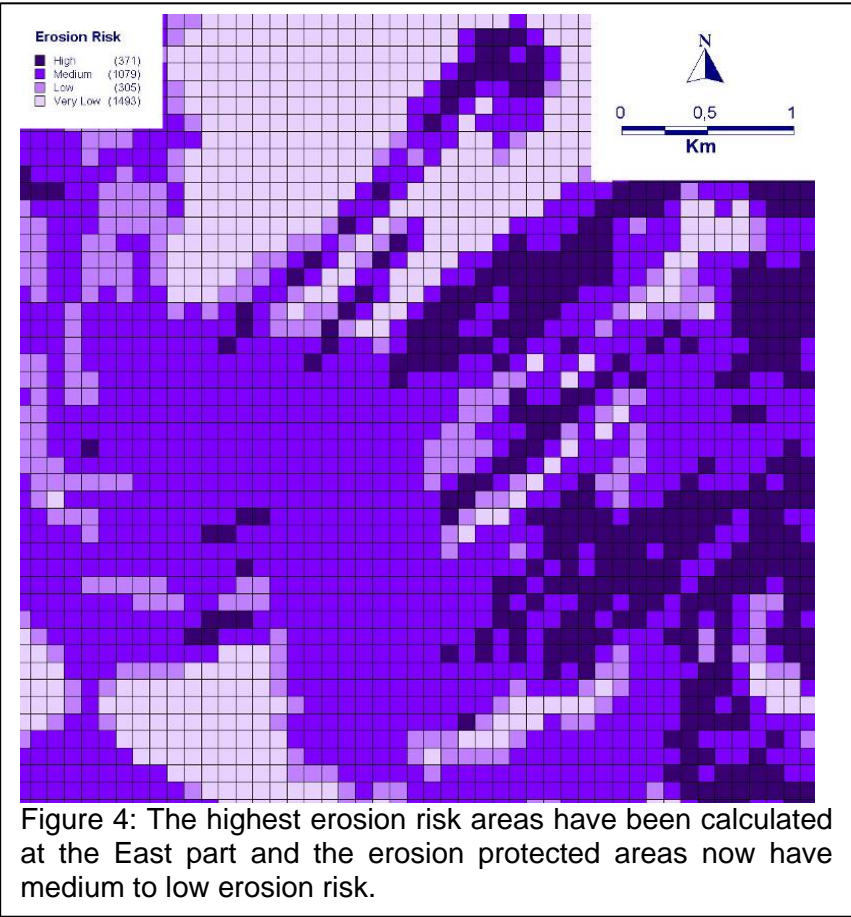 Erosion Risk
High (371)
Medium (1079)
Low (305)
Very Low (1493)
N
0 0,5 1
Km
Figure 4: The highest erosion risk areas have been calculated
at the East part and the erosion protected areas now have
medium to low erosion risk.